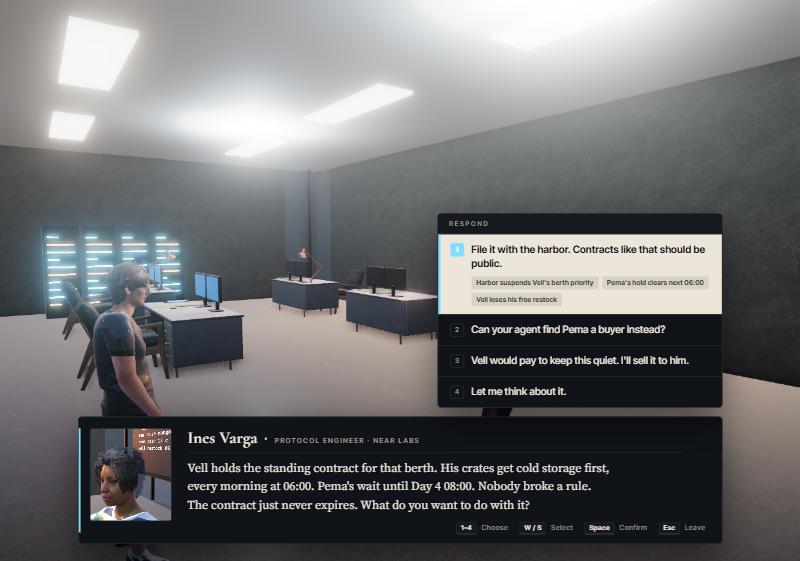 RESPOND
1 File it with the harbor. Contracts like that should be
public.
Harbor suspends Vell's berth priority Pema's hold clears next 06:00
Vell loses his free restock
2 Can your agent find Pema a buyer instead?
3 Vell would pay to keep this quiet. I'll sell it to him.
4 Let me think about it.
Ines Varga • PROTOCOL ENGINEER · NEAR LABS
Vell holds the standing contract for that berth. His crates get cold storage first,
every morning at 06:00. Pema's wait until Day 4 08:00. Nobody broke a rule.
The contract just never expires. What do you want to do with it?
1–4 Choose W / S Select Space Confirm Esc Leave